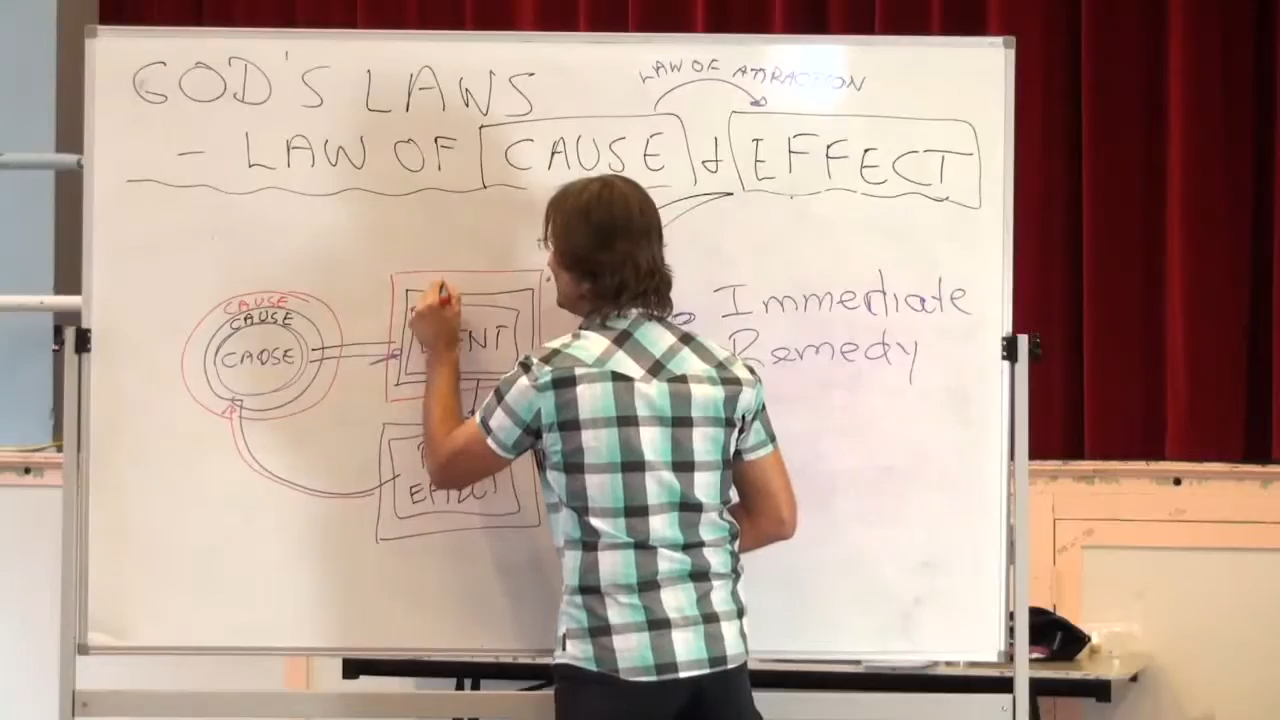 GOD'S LAWS
LAW OF ATTRACTION
- LAW OF CAUSE & EFFECT
Immediate
Remedy
CAUSE
CAUSE
CAUSE
EFFECT